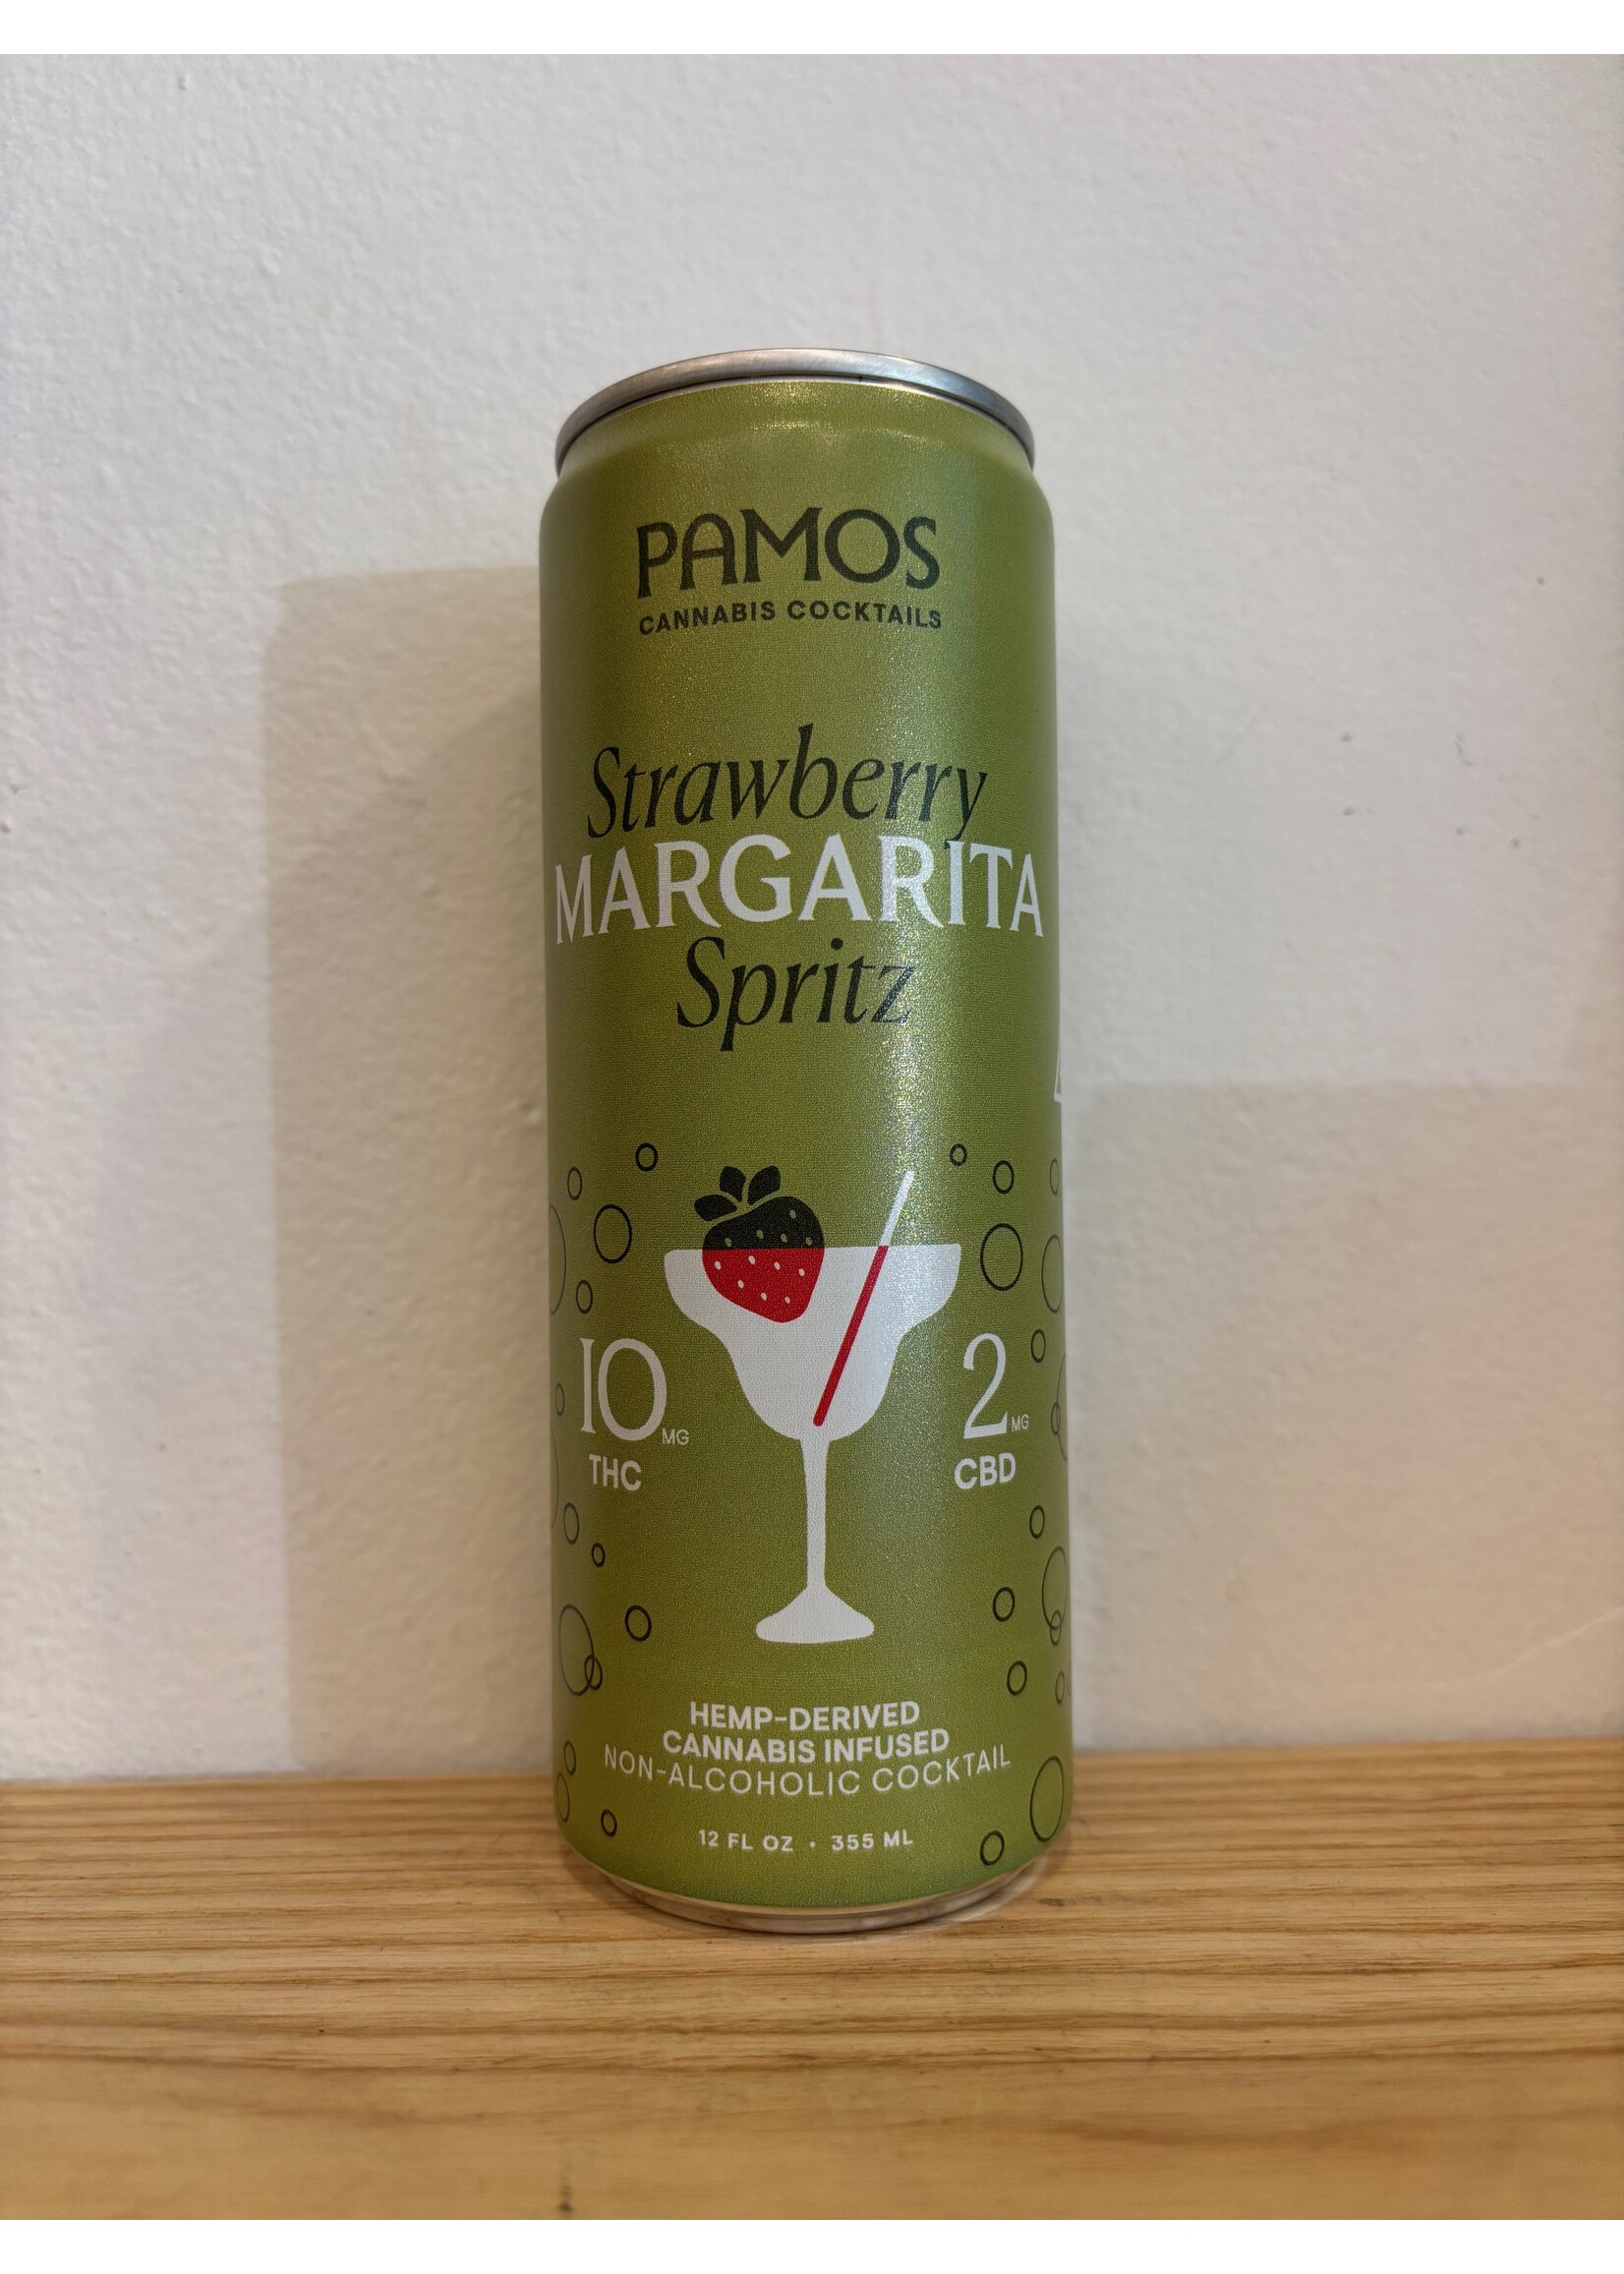 PAMOS
CANNABIS COCKTAILS
Strawberry
MARGARITA
Spritz
10 MG
THC
2 MG
CBD
HEMP-DERIVED
CANNABIS INFUSED
NON-ALCOHOLIC COCKTAIL
12 FL OZ • 355 ML